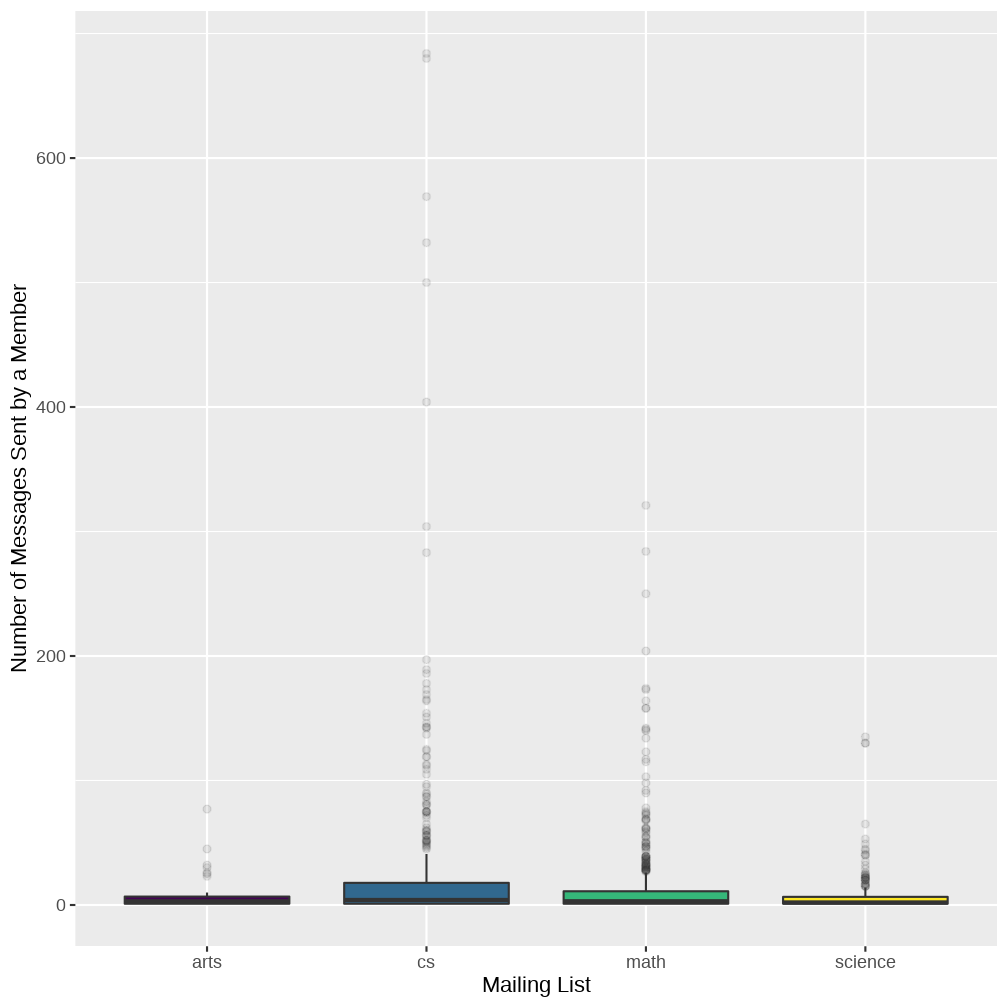 Number of Messages Sent by a Member
600
400
200
0
arts
cs
math
science
Mailing List